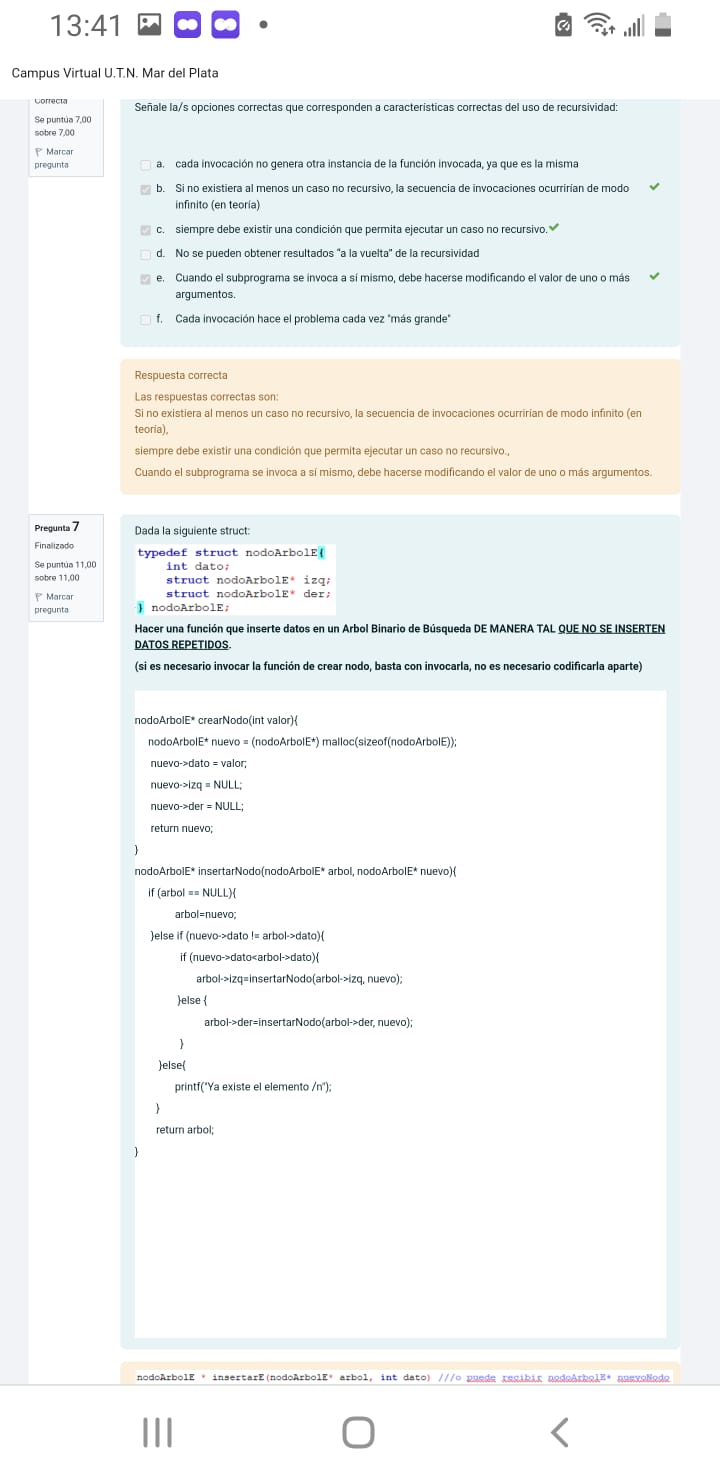 13:41
Campus Virtual U.T.N. Mar del Plata
Correcta
Se puntúa 7,00
sobre 7,00
Marcar
pregunta
Señale la/s opciones correctas que corresponden a características correctas del uso de recursividad:
a. cada invocación no genera otra instancia de la función invocada, ya que es la misma
b. Si no existiera al menos un caso no recursivo, la secuencia de invocaciones ocurrirían de modo
infinito (en teoría)
c. siempre debe existir una condición que permita ejecutar un caso no recursivo.
d. No se pueden obtener resultados "a la vuelta" de la recursividad
e. Cuando el subprograma se invoca a sí mismo, debe hacerse modificando el valor de uno o más
argumentos.
f. Cada invocación hace el problema cada vez "más grande"
Respuesta correcta
Las respuestas correctas son:
Si no existiera al menos un caso no recursivo, la secuencia de invocaciones ocurrirían de modo infinito (en
teoría),
siempre debe existir una condición que permita ejecutar un caso no recursivo.,
Cuando el subprograma se invoca a sí mismo, debe hacerse modificando el valor de uno o más argumentos.
Pregunta 7
Finalizado
Se puntúa 11,00
sobre 11,00
Marcar
pregunta
Dada la siguiente struct:
typedef struct nodoArbolE{
int dato;
struct nodoArbolE* izq;
struct nodoArbolE* der;
} nodoArbolE;
Hacer una función que inserte datos en un Arbol Binario de Búsqueda DE MANERA TAL QUE NO SE INSERTEN
DATOS REPETIDOS.
(si es necesario invocar la función de crear nodo, basta con invocarla, no es necesario codificarla aparte)
nodoArbolE* crearNodo(int valor){
nodoArbolE* nuevo = (nodoArbolE*) malloc(sizeof(nodoArbolE));
nuevo->dato = valor;
nuevo->izq = NULL;
nuevo->der = NULL;
return nuevo;
}
nodoArbolE* insertarNodo(nodoArbolE* arbol, nodoArbolE* nuevo){
if (arbol == NULL){
arbol=nuevo;
}else if (nuevo->dato != arbol->dato){
if (nuevo->dato<arbol->dato){
arbol->izq=insertarNodo(arbol->izq, nuevo);
}else {
arbol->der=insertarNodo(arbol->der, nuevo);
}
}else{
printf("Ya existe el elemento /n");
}
return arbol;
}
nodoArbolE * insertarE(nodoArbolE* arbol, int dato) ///o puede recibir nodoArbolE* nuevoNodo